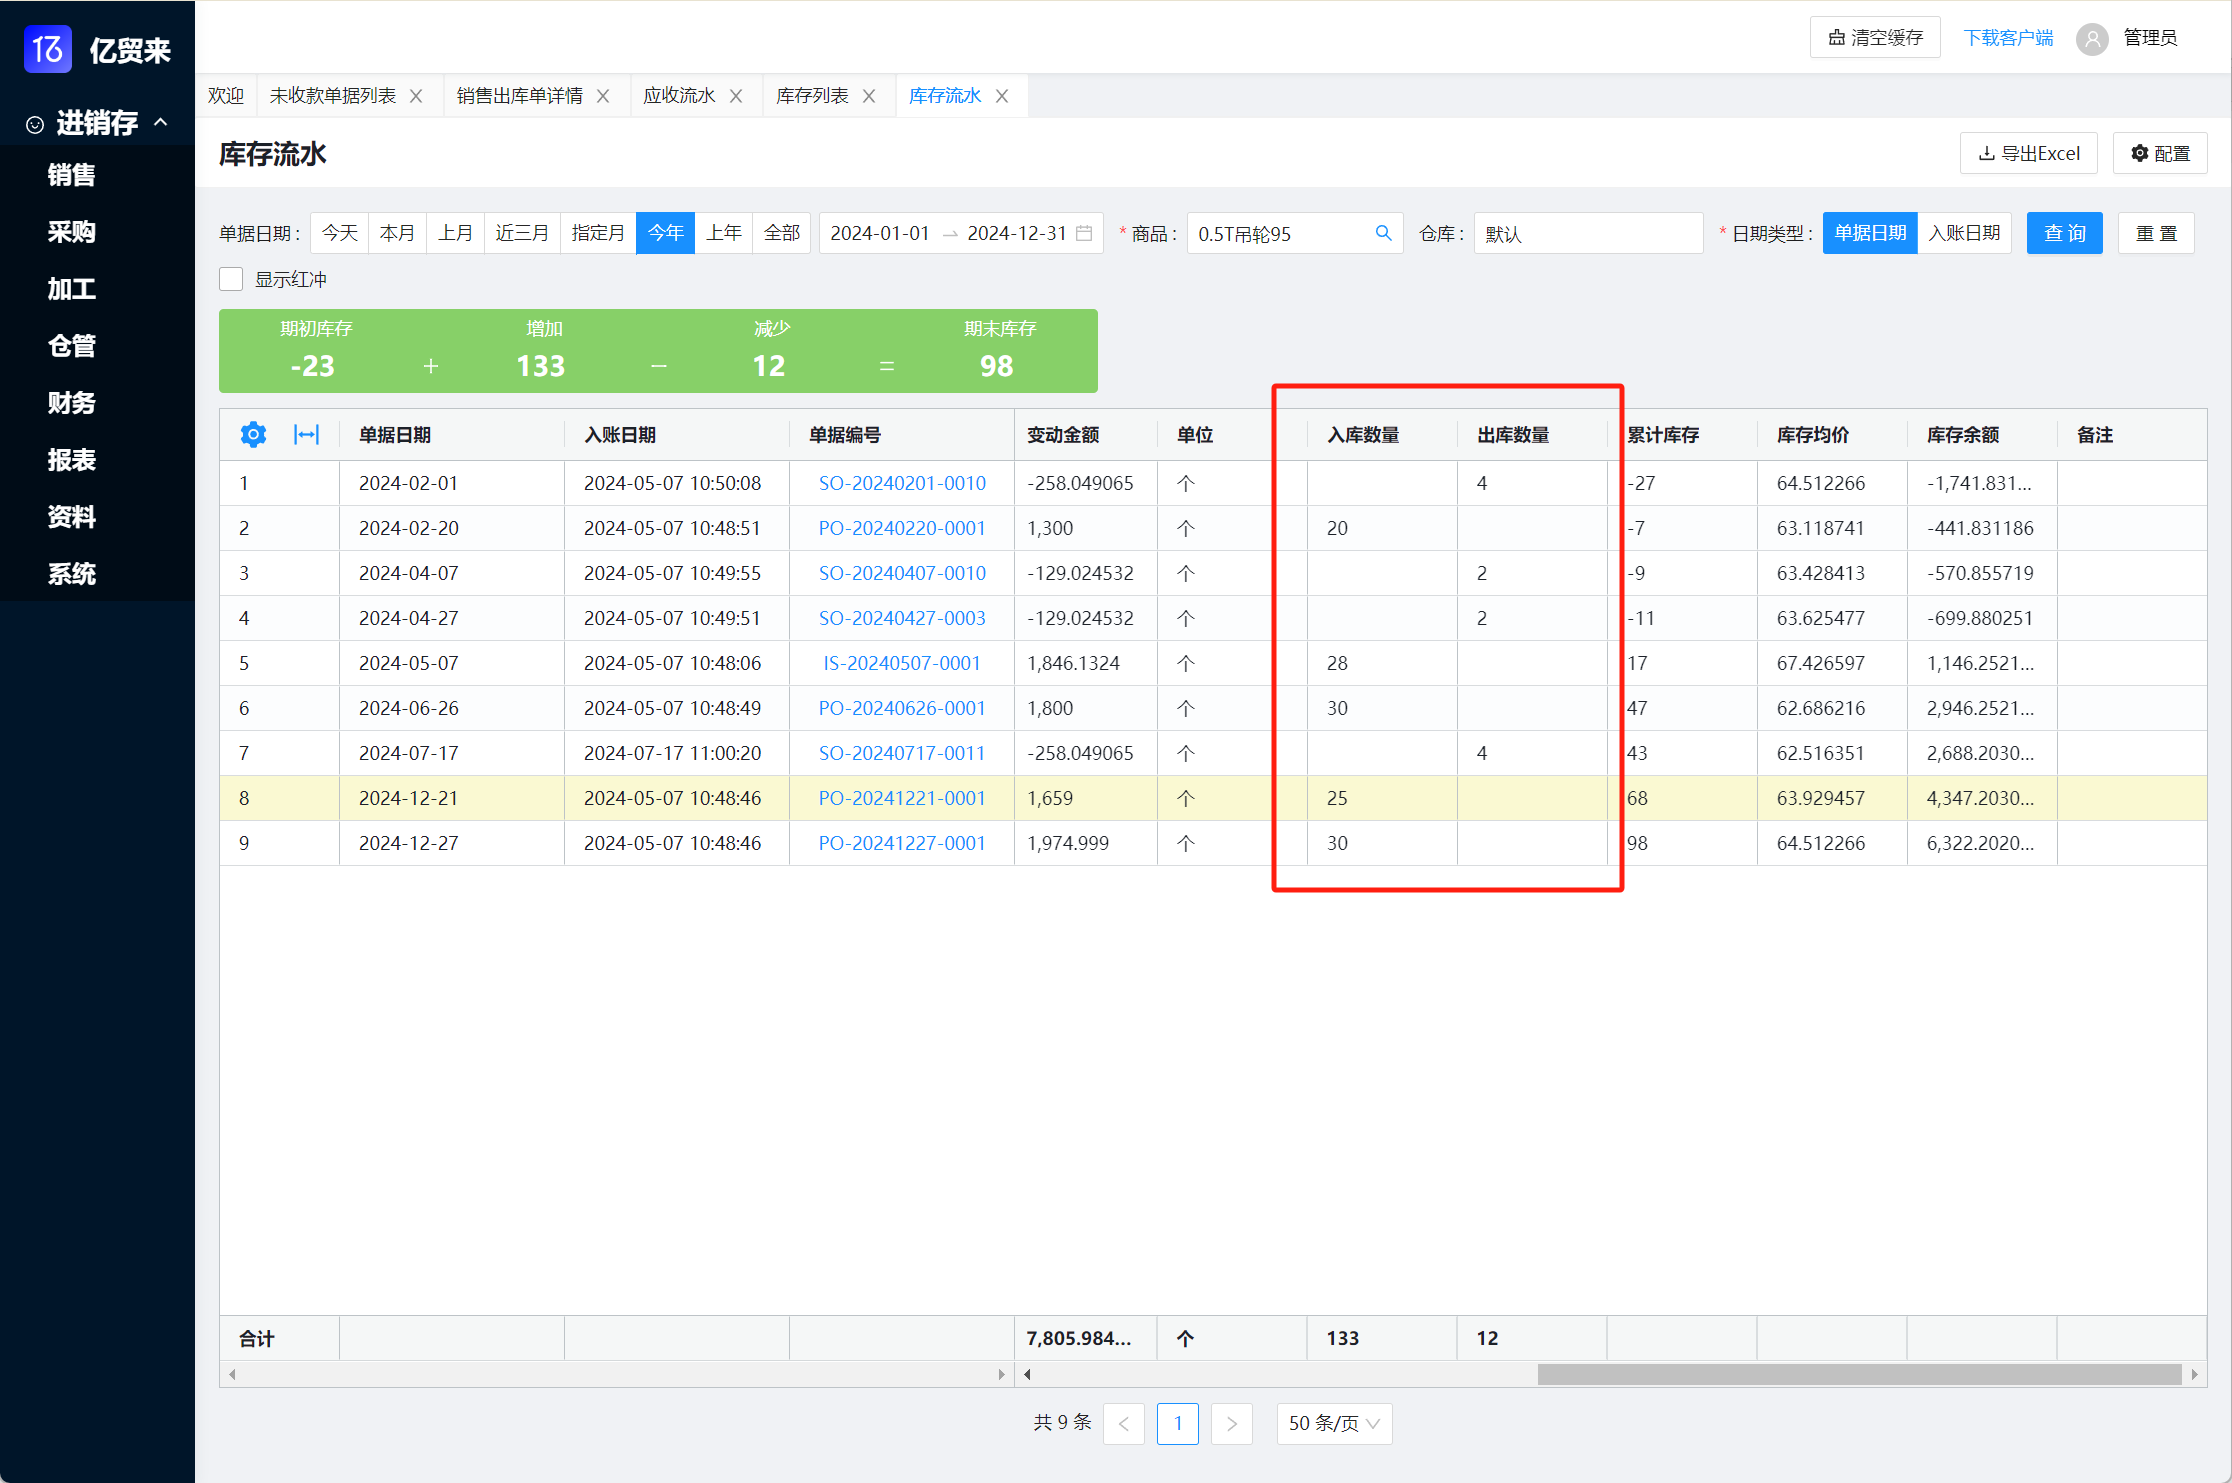 亿贸来
清空缓存 下载客户端 管理员
欢迎 未收款单据列表 销售出库单详情 应收流水 库存列表 库存流水
进销存
销售
采购
加工
仓管
财务
报表
资料
系统
库存流水 导出Excel 配置
单据日期： 今天 本月 上月 近三月 指定月 今年 上年 全部 2024-01-01 → 2024-12-31 * 商品： 0.5T吊轮95 仓库： 默认 * 日期类型： 单据日期 入账日期 查 询 重 置
显示红冲
期初库存 增加 减少 期末库存
-23 + 133 − 12 = 98
单据日期 入账日期 单据编号 变动金额 单位 入库数量 出库数量 累计库存 库存均价 库存余额 备注
1 2024-02-01 2024-05-07 10:50:08 SO-20240201-0010 -258.049065 个 4 -27 64.512266 -1,741.831...
2 2024-02-20 2024-05-07 10:48:51 PO-20240220-0001 1,300 个 20 -7 63.118741 -441.831186
3 2024-04-07 2024-05-07 10:49:55 SO-20240407-0010 -129.024532 个 2 -9 63.428413 -570.855719
4 2024-04-27 2024-05-07 10:49:51 SO-20240427-0003 -129.024532 个 2 -11 63.625477 -699.880251
5 2024-05-07 2024-05-07 10:48:06 IS-20240507-0001 1,846.1324 个 28 17 67.426597 1,146.2521...
6 2024-06-26 2024-05-07 10:48:49 PO-20240626-0001 1,800 个 30 47 62.686216 2,946.2521...
7 2024-07-17 2024-07-17 11:00:20 SO-20240717-0011 -258.049065 个 4 43 62.516351 2,688.2030...
8 2024-12-21 2024-05-07 10:48:46 PO-20241221-0001 1,659 个 25 68 63.929457 4,347.2030...
9 2024-12-27 2024-05-07 10:48:46 PO-20241227-0001 1,974.999 个 30 98 64.512266 6,322.2020...
合计 7,805.984... 个 133 12
共 9 条 < 1 > 50 条/页